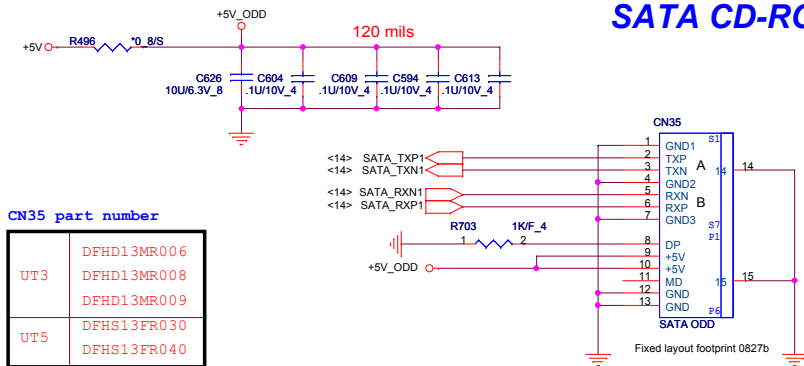 SATA CD-RO
+5V_ODD
120 mils
+5V
R496
*0_8/S
C626
10U/6.3V_8
C604
.1U/10V_4
C609
.1U/10V_4
C594
.1U/10V_4
C613
.1U/10V_4
CN35
<14> SATA_TXP1
<14> SATA_TXN1
<14> SATA_RXN1
<14> SATA_RXP1
1 GND1 S1
2 TXP
3 TXN A 14 14
4 GND2
5 RXN B
6 RXP
7 GND3 S7
P1
R703 1K/F_4
1 2
8 DP
9 +5V
+5V_ODD
10 +5V
11 MD 15 15
12 GND
13 GND P6
SATA ODD
Fixed layout footprint 0827b
CN35 part number
UT3
DFHD13MR006
DFHD13MR008
DFHD13MR009
UT5
DFHS13FR030
DFHS13FR040